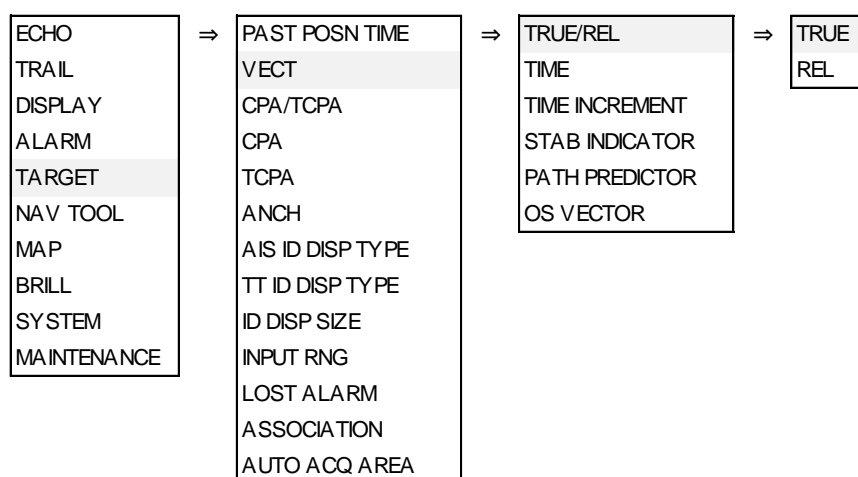 ECHO
TRAIL
DISPLAY
ALARM
TARGET
NAV TOOL
MAP
BRILL
SYSTEM
MAINTENANCE
⇒
PAST POSN TIME
VECT
CPA/TCPA
CPA
TCPA
ANCH
AIS ID DISP TYPE
TT ID DISP TYPE
ID DISP SIZE
INPUT RNG
LOST ALARM
ASSOCIATION
AUTO ACQ AREA
⇒
TRUE/REL
TIME
TIME INCREMENT
STAB INDICATOR
PATH PREDICTOR
OS VECTOR
⇒
TRUE
REL